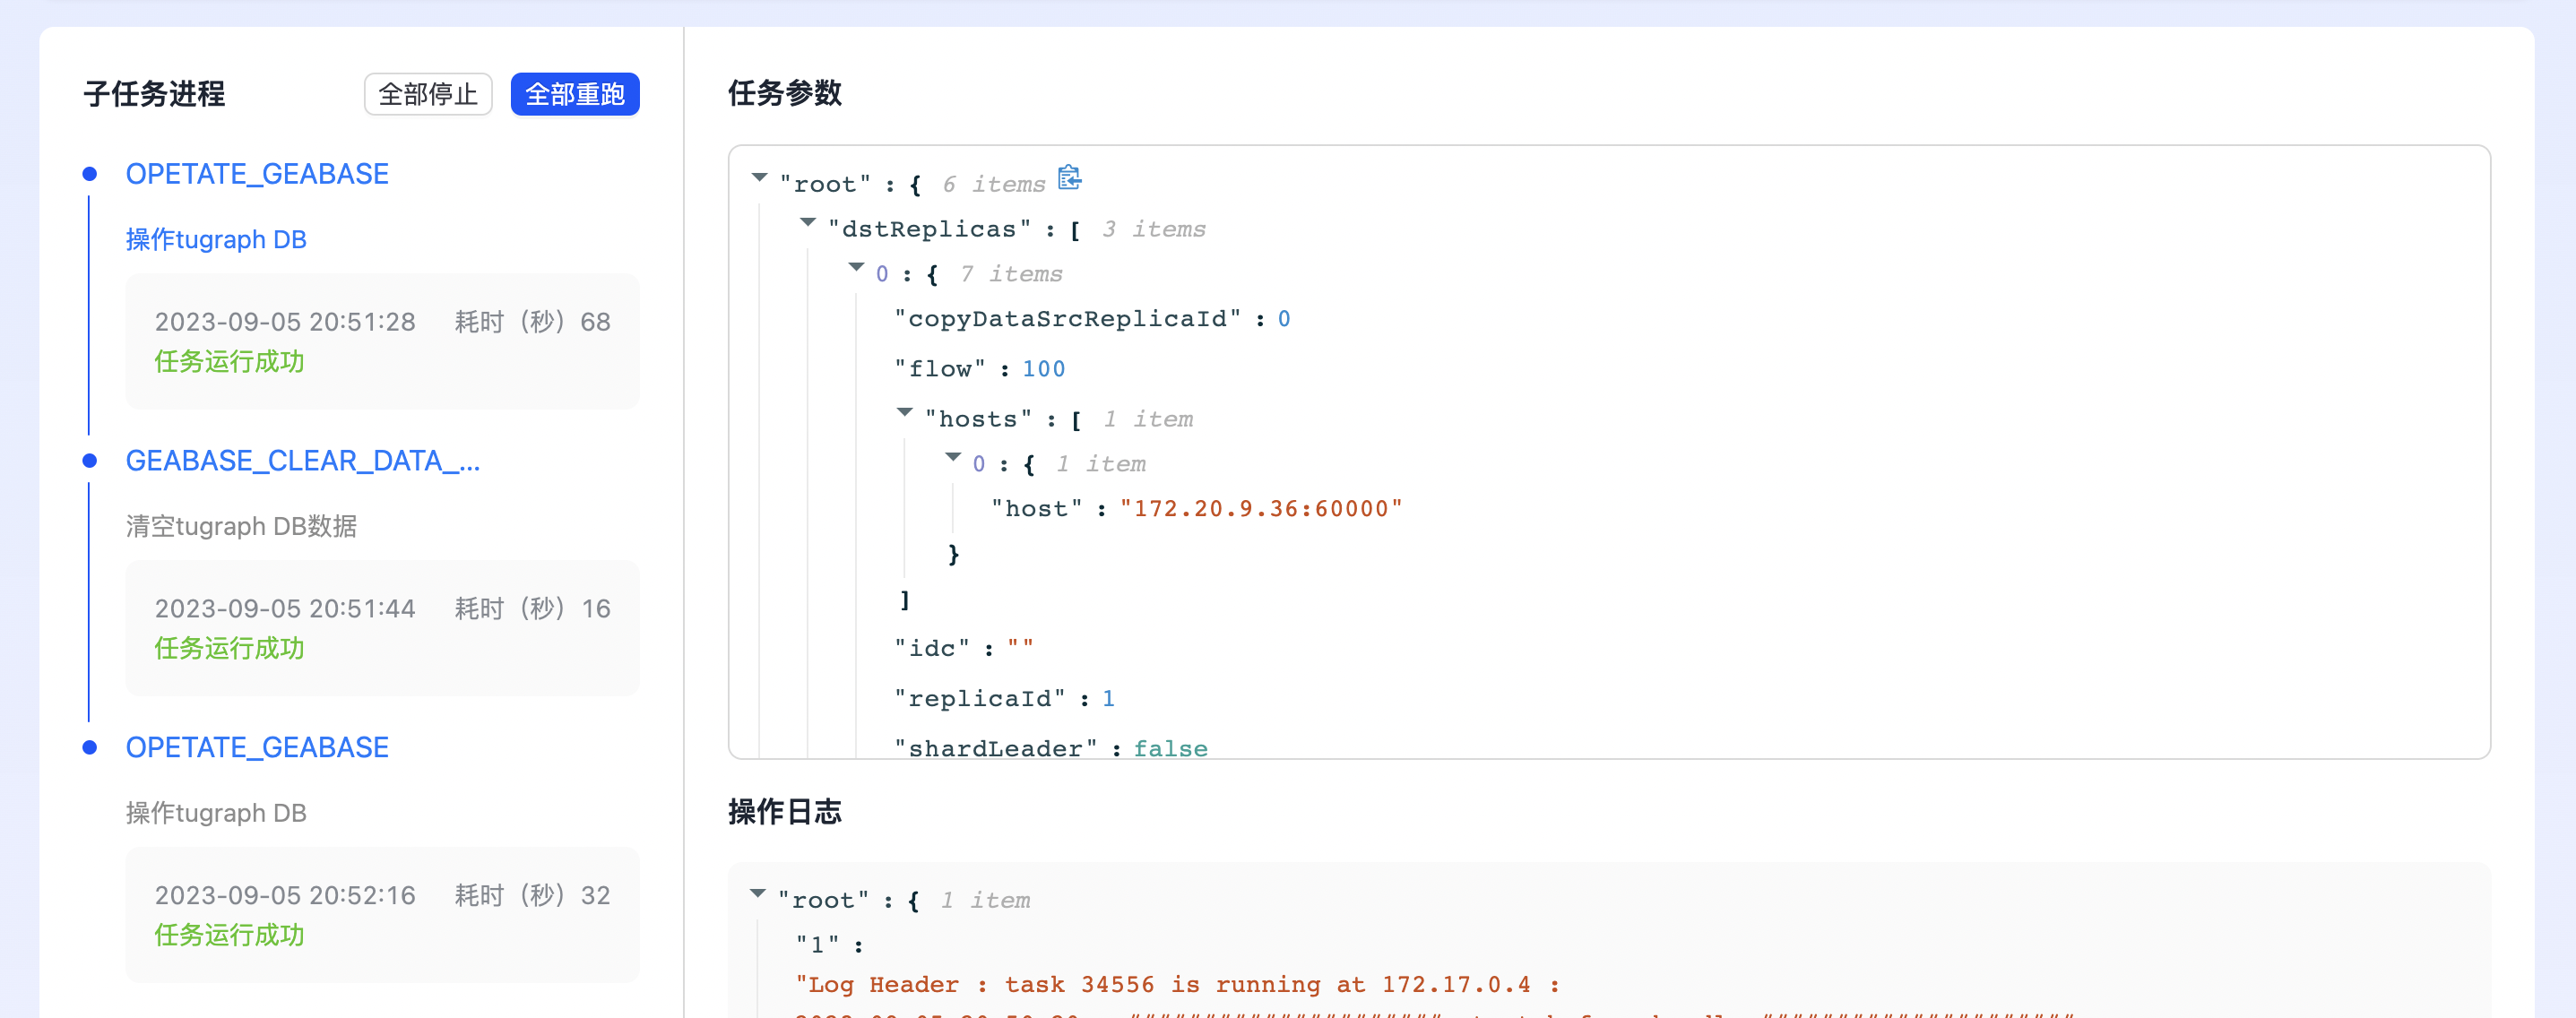 子任务进程
全部停止 全部重跑
OPETATE_GEABASE
操作tugraph DB
2023-09-05 20:51:28 耗时（秒）68
任务运行成功
GEABASE_CLEAR_DATA_...
清空tugraph DB数据
2023-09-05 20:51:44 耗时（秒）16
任务运行成功
OPETATE_GEABASE
操作tugraph DB
2023-09-05 20:52:16 耗时（秒）32
任务运行成功
任务参数
"root" : { 6 items
"dstReplicas" : [ 3 items
0 : { 7 items
"copyDataSrcReplicaId" : 0
"flow" : 100
"hosts" : [ 1 item
0 : { 1 item
"host" : "172.20.9.36:60000"
}
]
"idc" : ""
"replicaId" : 1
"shardLeader" : false
操作日志
"root" : { 1 item
"1" :
"Log Header : task 34556 is running at 172.17.0.4 :